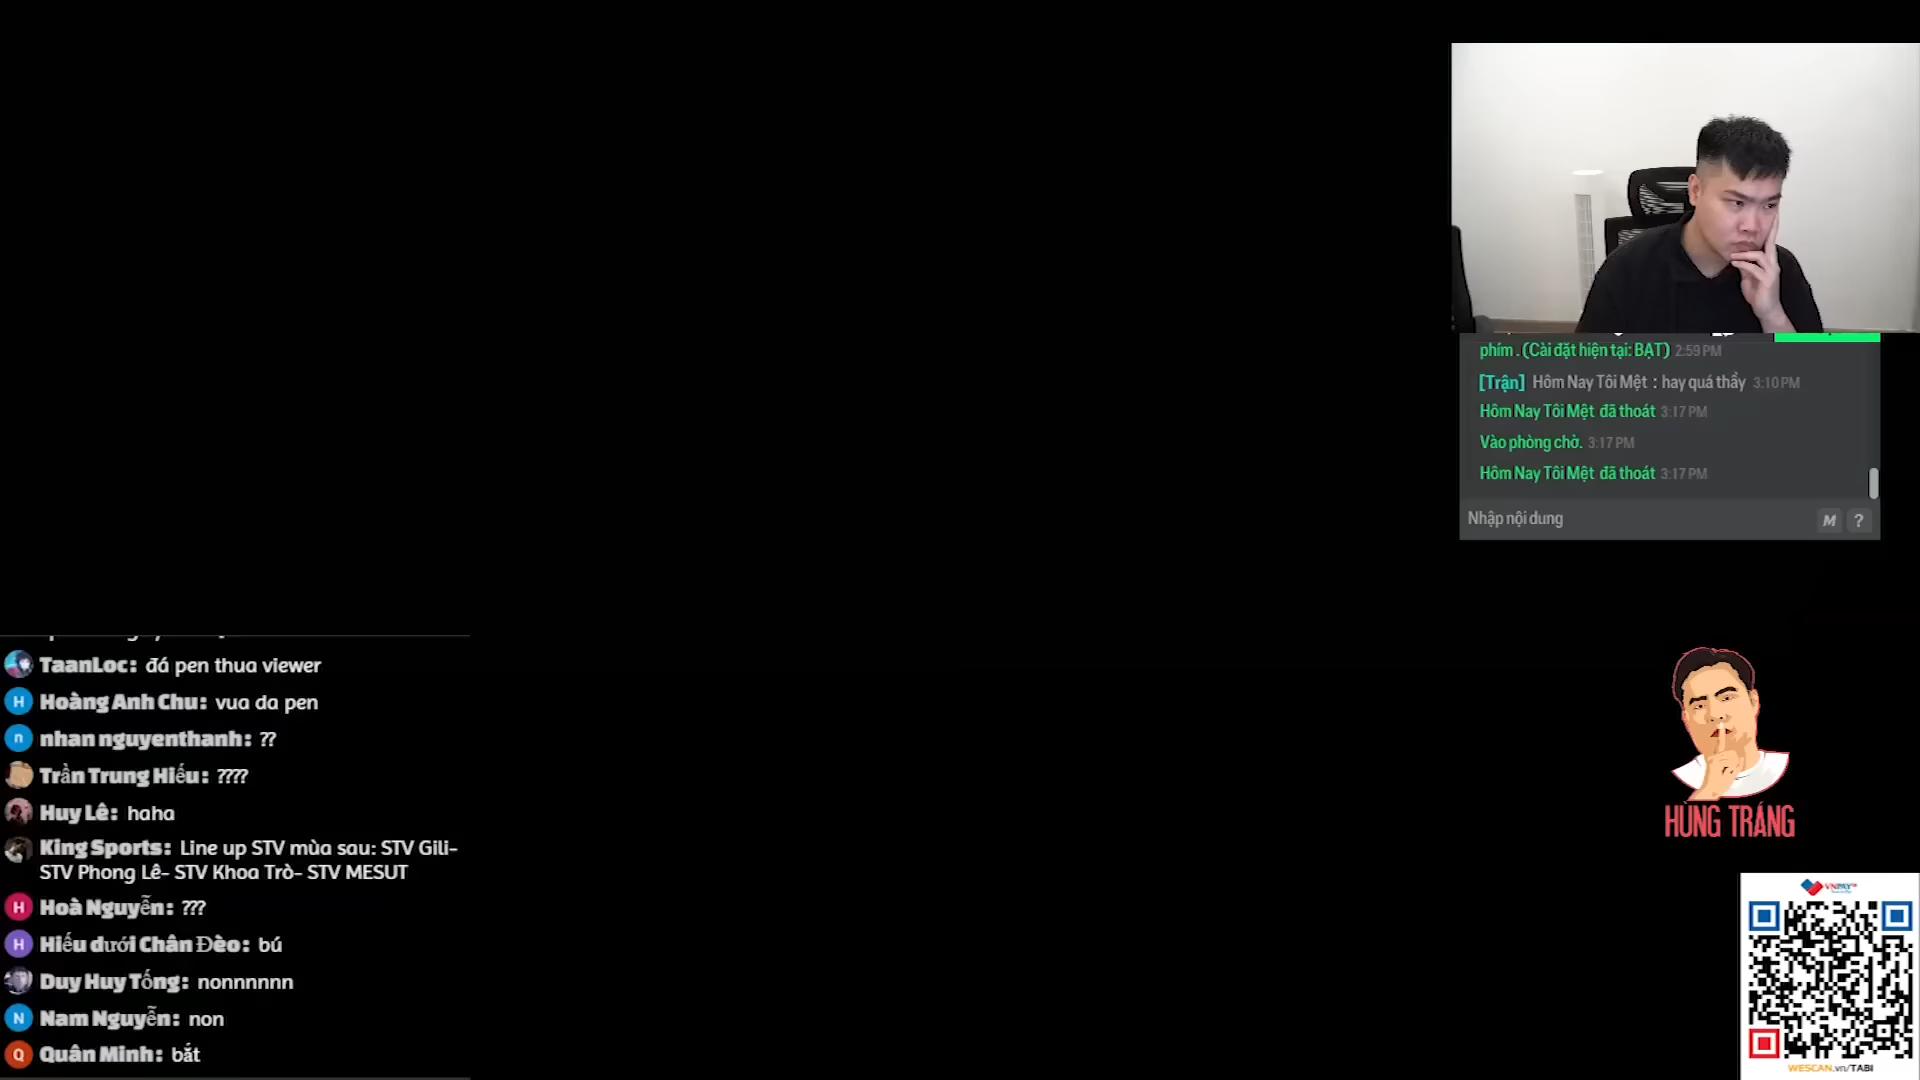 phím . (Cài đặt hiện tại: BẬT) 2:59 PM
[Trận] Hôm Nay Tôi Mệt : hay quá thầy 3:10 PM
Hôm Nay Tôi Mệt đã thoát 3:17 PM
Vào phòng chờ. 3:17 PM
Hôm Nay Tôi Mệt đã thoát 3:17 PM
Nhập nội dung
M ?
TaanLoc: đá pen thua viewer
H Hoàng Anh Chu: vua da pen
n nhan nguyenthanh: ??
Trần Trung Hiếu: ????
Huy Lê: haha
King Sports: Line up STV mùa sau: STV Gili-
STV Phong Lê- STV Khoa Trò- STV MESUT
H Hoà Nguyễn: ???
H Hiếu dưới Chân Đèo: bú
Duy Huy Tống: nonnnnnn
N Nam Nguyễn: non
Q Quân Minh: bắt
HÙNG TRÁNG
VNPAY
WESCAN.vn/TABI